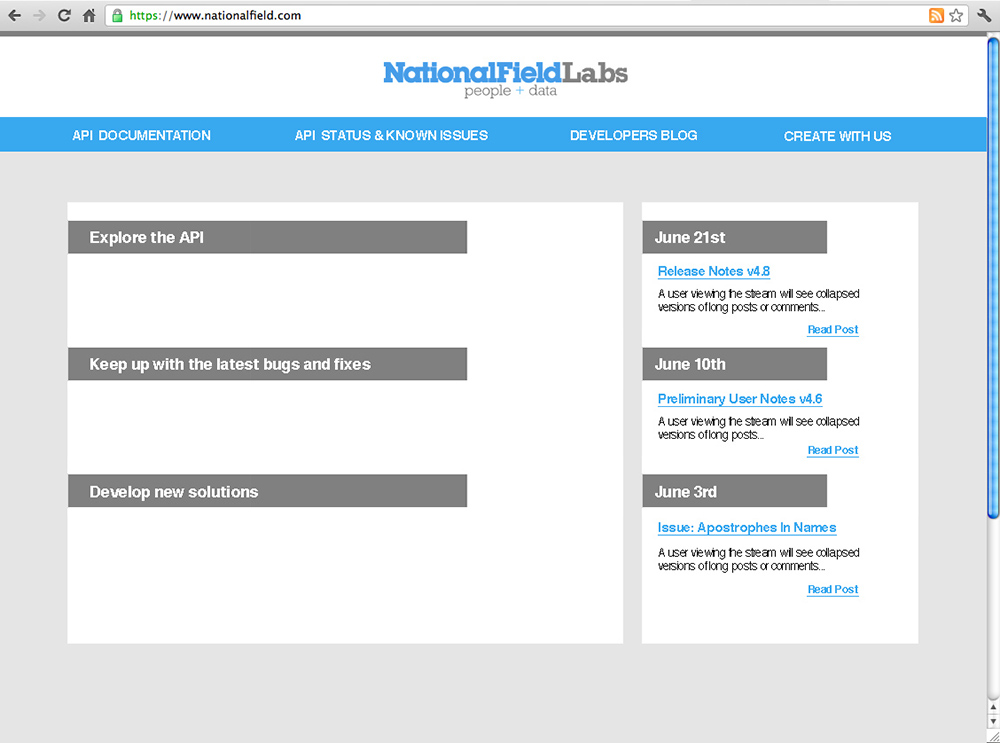 https://www.nationalfield.com
NationalFieldLabs
people + data
API DOCUMENTATION
API STATUS & KNOWN ISSUES
DEVELOPERS BLOG
CREATE WITH US
Explore the API
Keep up with the latest bugs and fixes
Develop new solutions
June 21st
Release Notes v4.8
A user viewing the stream will see collapsed
versions of long posts or comments...
Read Post
June 10th
Preliminary User Notes v4.6
A user viewing the stream will see collapsed
versions of long posts...
Read Post
June 3rd
Issue: Apostrophes In Names
A user viewing the stream will see collapsed
versions of long posts or comments...
Read Post